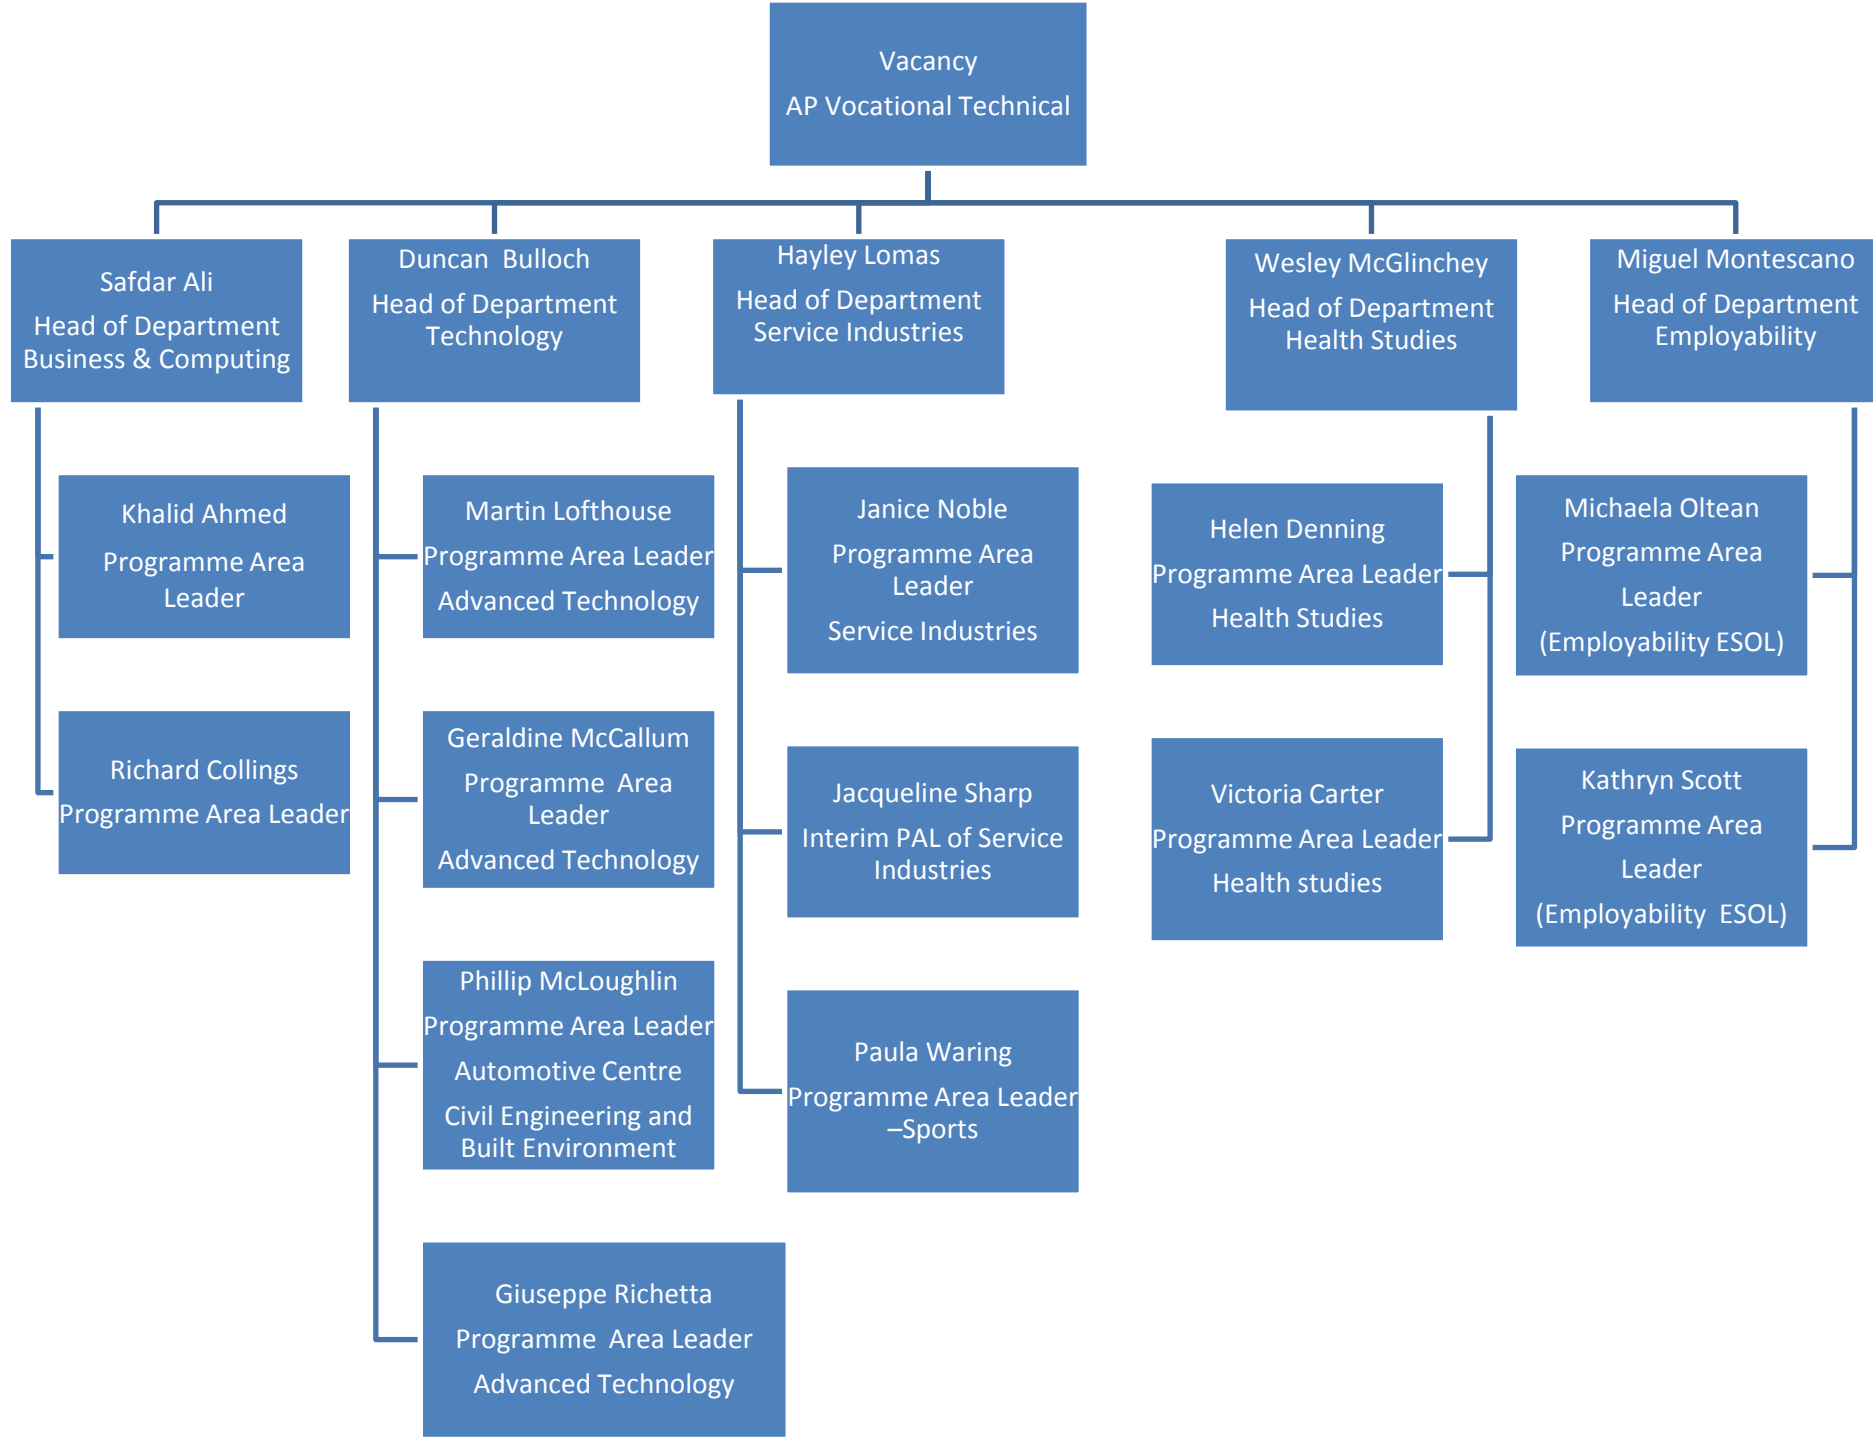 Vacancy
AP Vocational Technical
Safdar Ali
Head of Department
Business & Computing
Duncan Bulloch
Head of Department
Technology
Hayley Lomas
Head of Department
Service Industries
Wesley McGlinchey
Head of Department
Health Studies
Miguel Montescano
Head of Department
Employability
Khalid Ahmed
Programme Area
Leader
Richard Collings
Programme Area Leader
Martin Lofthouse
Programme Area Leader
Advanced Technology
Geraldine McCallum
Programme Area
Leader
Advanced Technology
Phillip McLoughlin
Programme Area Leader
Automotive Centre
Civil Engineering and
Built Environment
Giuseppe Richetta
Programme Area Leader
Advanced Technology
Janice Noble
Programme Area
Leader
Service Industries
Jacqueline Sharp
Interim PAL of Service
Industries
Paula Waring
Programme Area Leader
–Sports
Helen Denning
Programme Area Leader
Health Studies
Victoria Carter
Programme Area Leader
Health studies
Michaela Oltean
Programme Area
Leader
(Employability ESOL)
Kathryn Scott
Programme Area
Leader
(Employability ESOL)